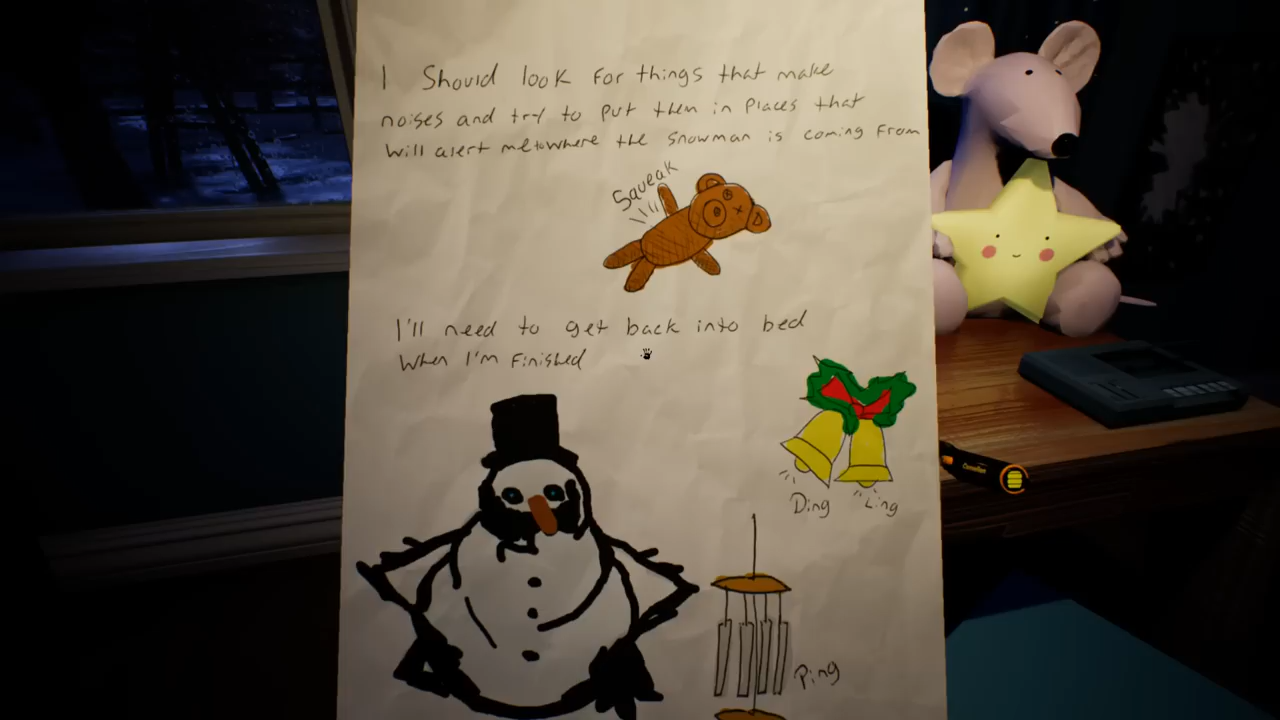 I Should look for things that make
noises and try to put them in places that
will alert me to where the snowman is coming from
Squeak
I'll need to get back into bed
when I'm finished
Ding Ling
Ping